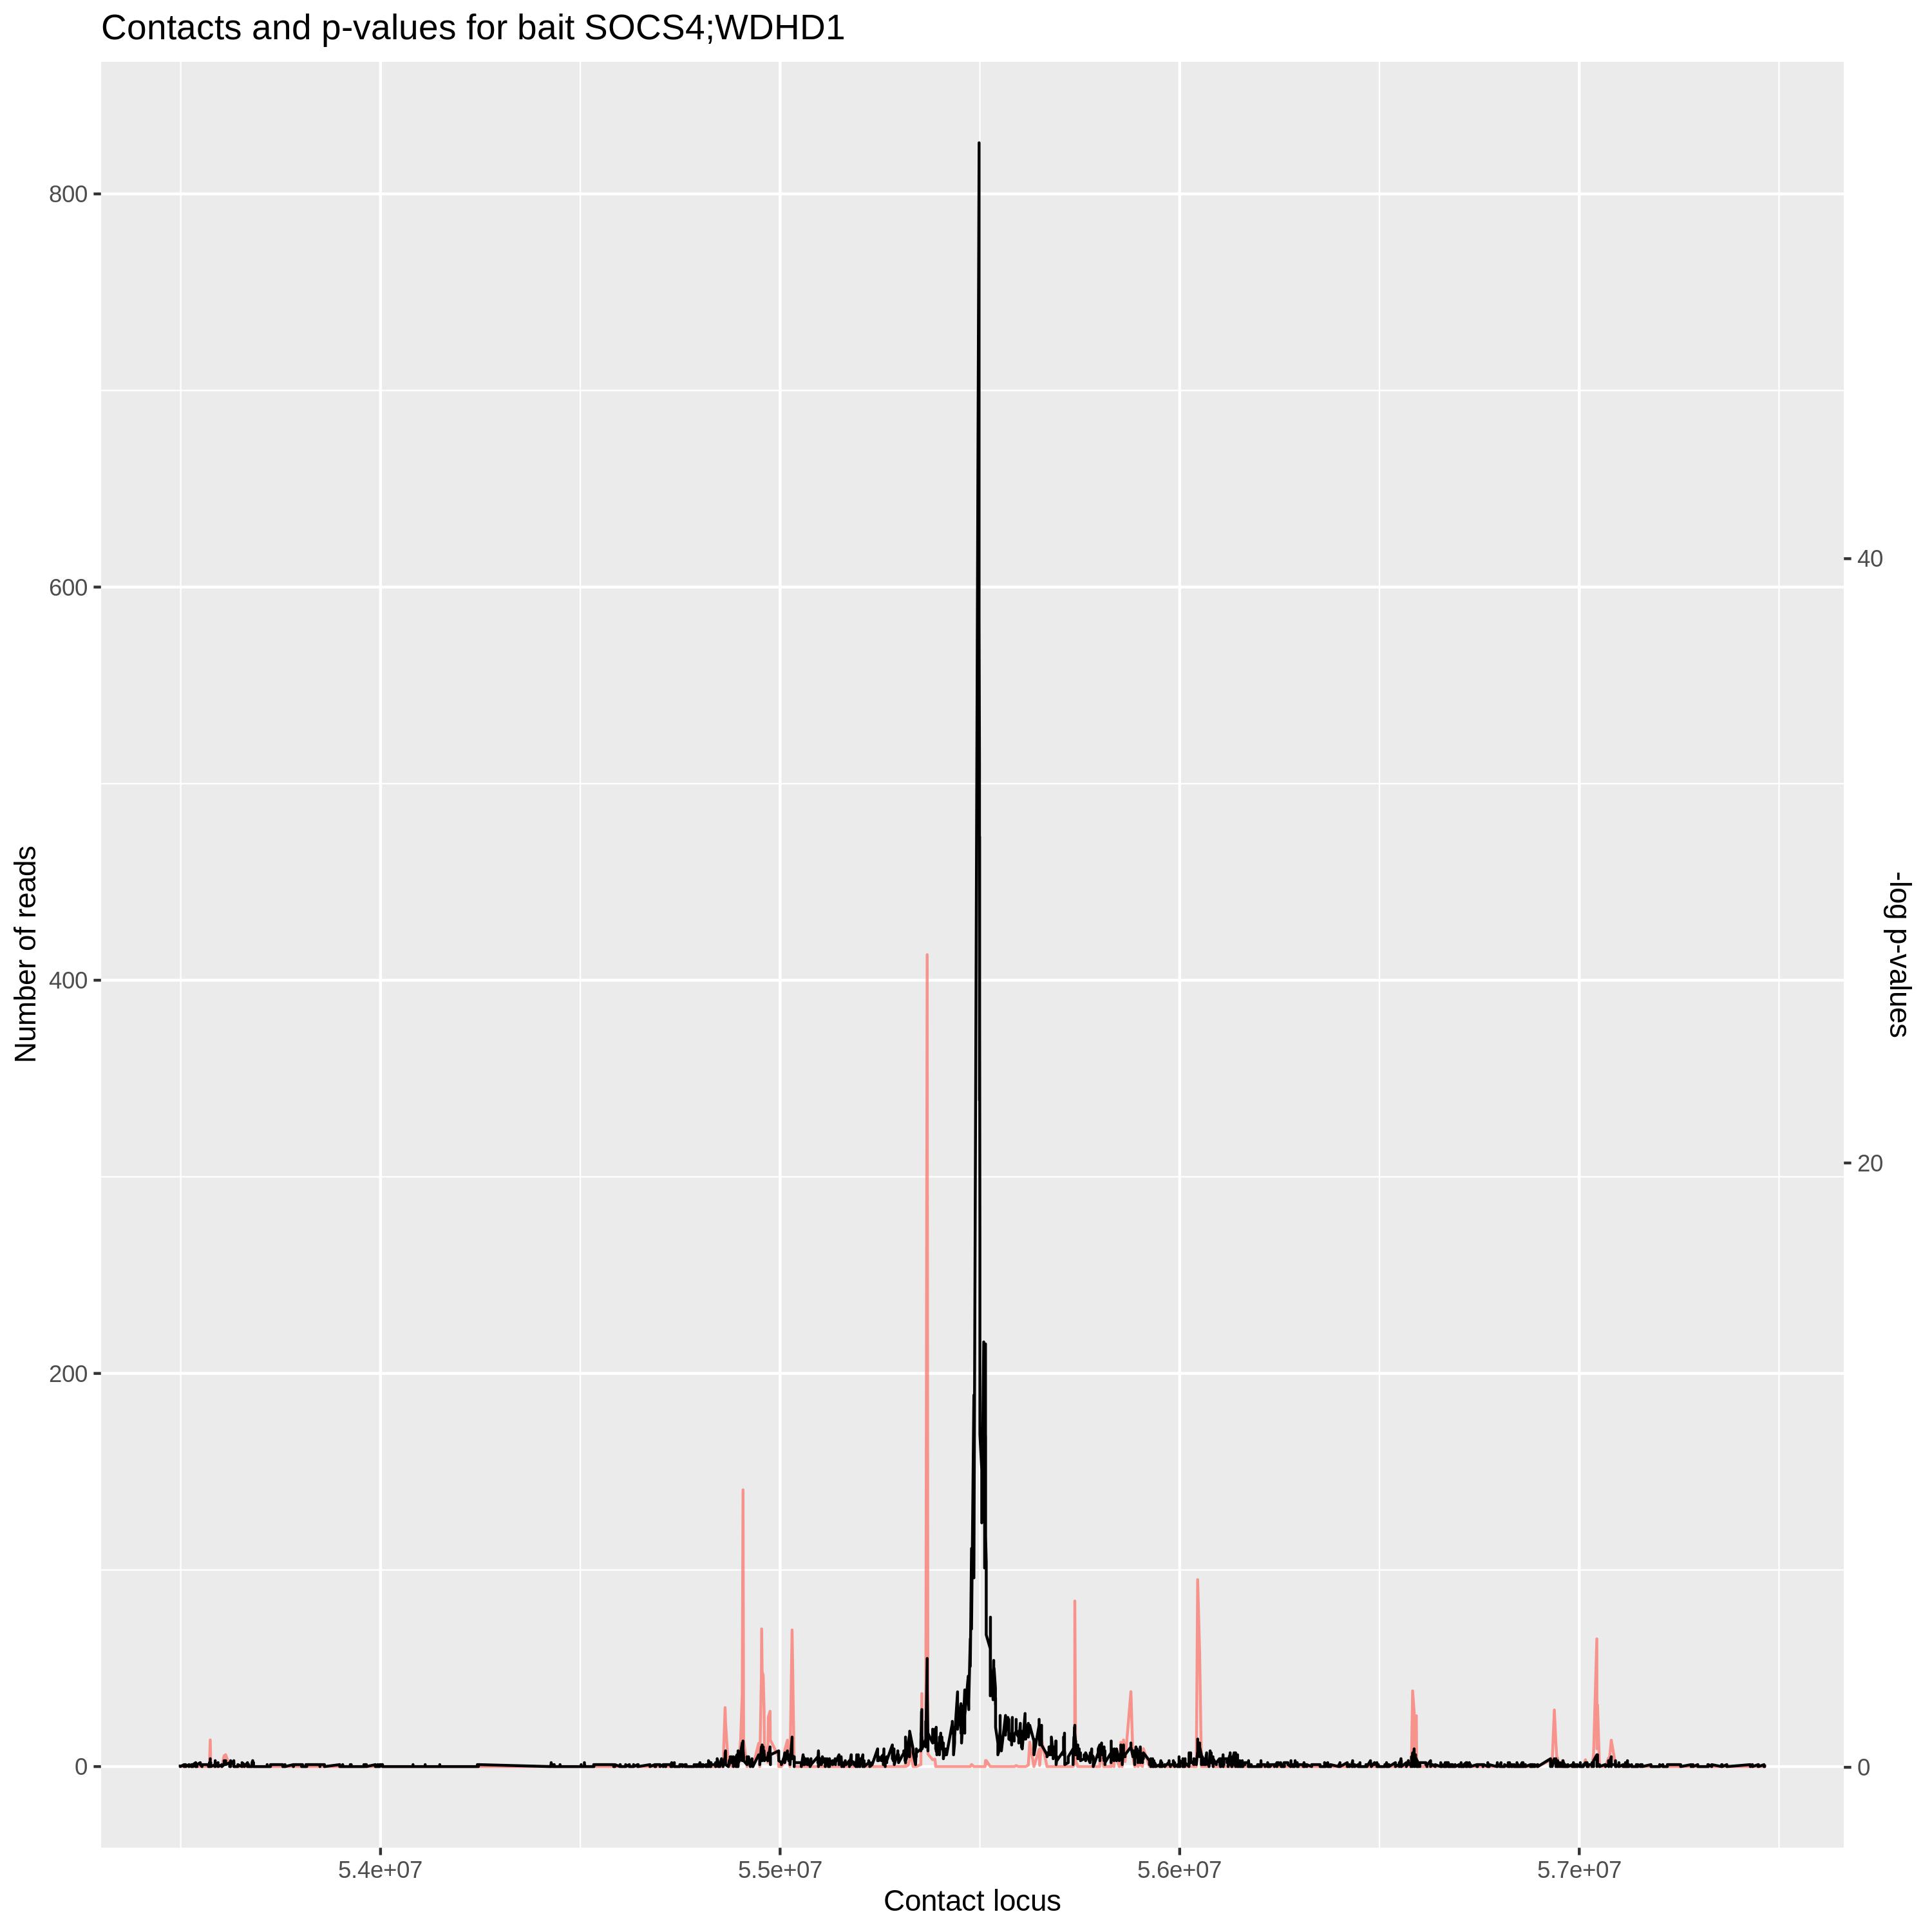 Contacts and p-values for bait SOCS4;WDHD1
800
600
400
200
0
Number of reads
40
20
0
-log p-values
5.4e+07 5.5e+07 5.6e+07 5.7e+07
Contact locus